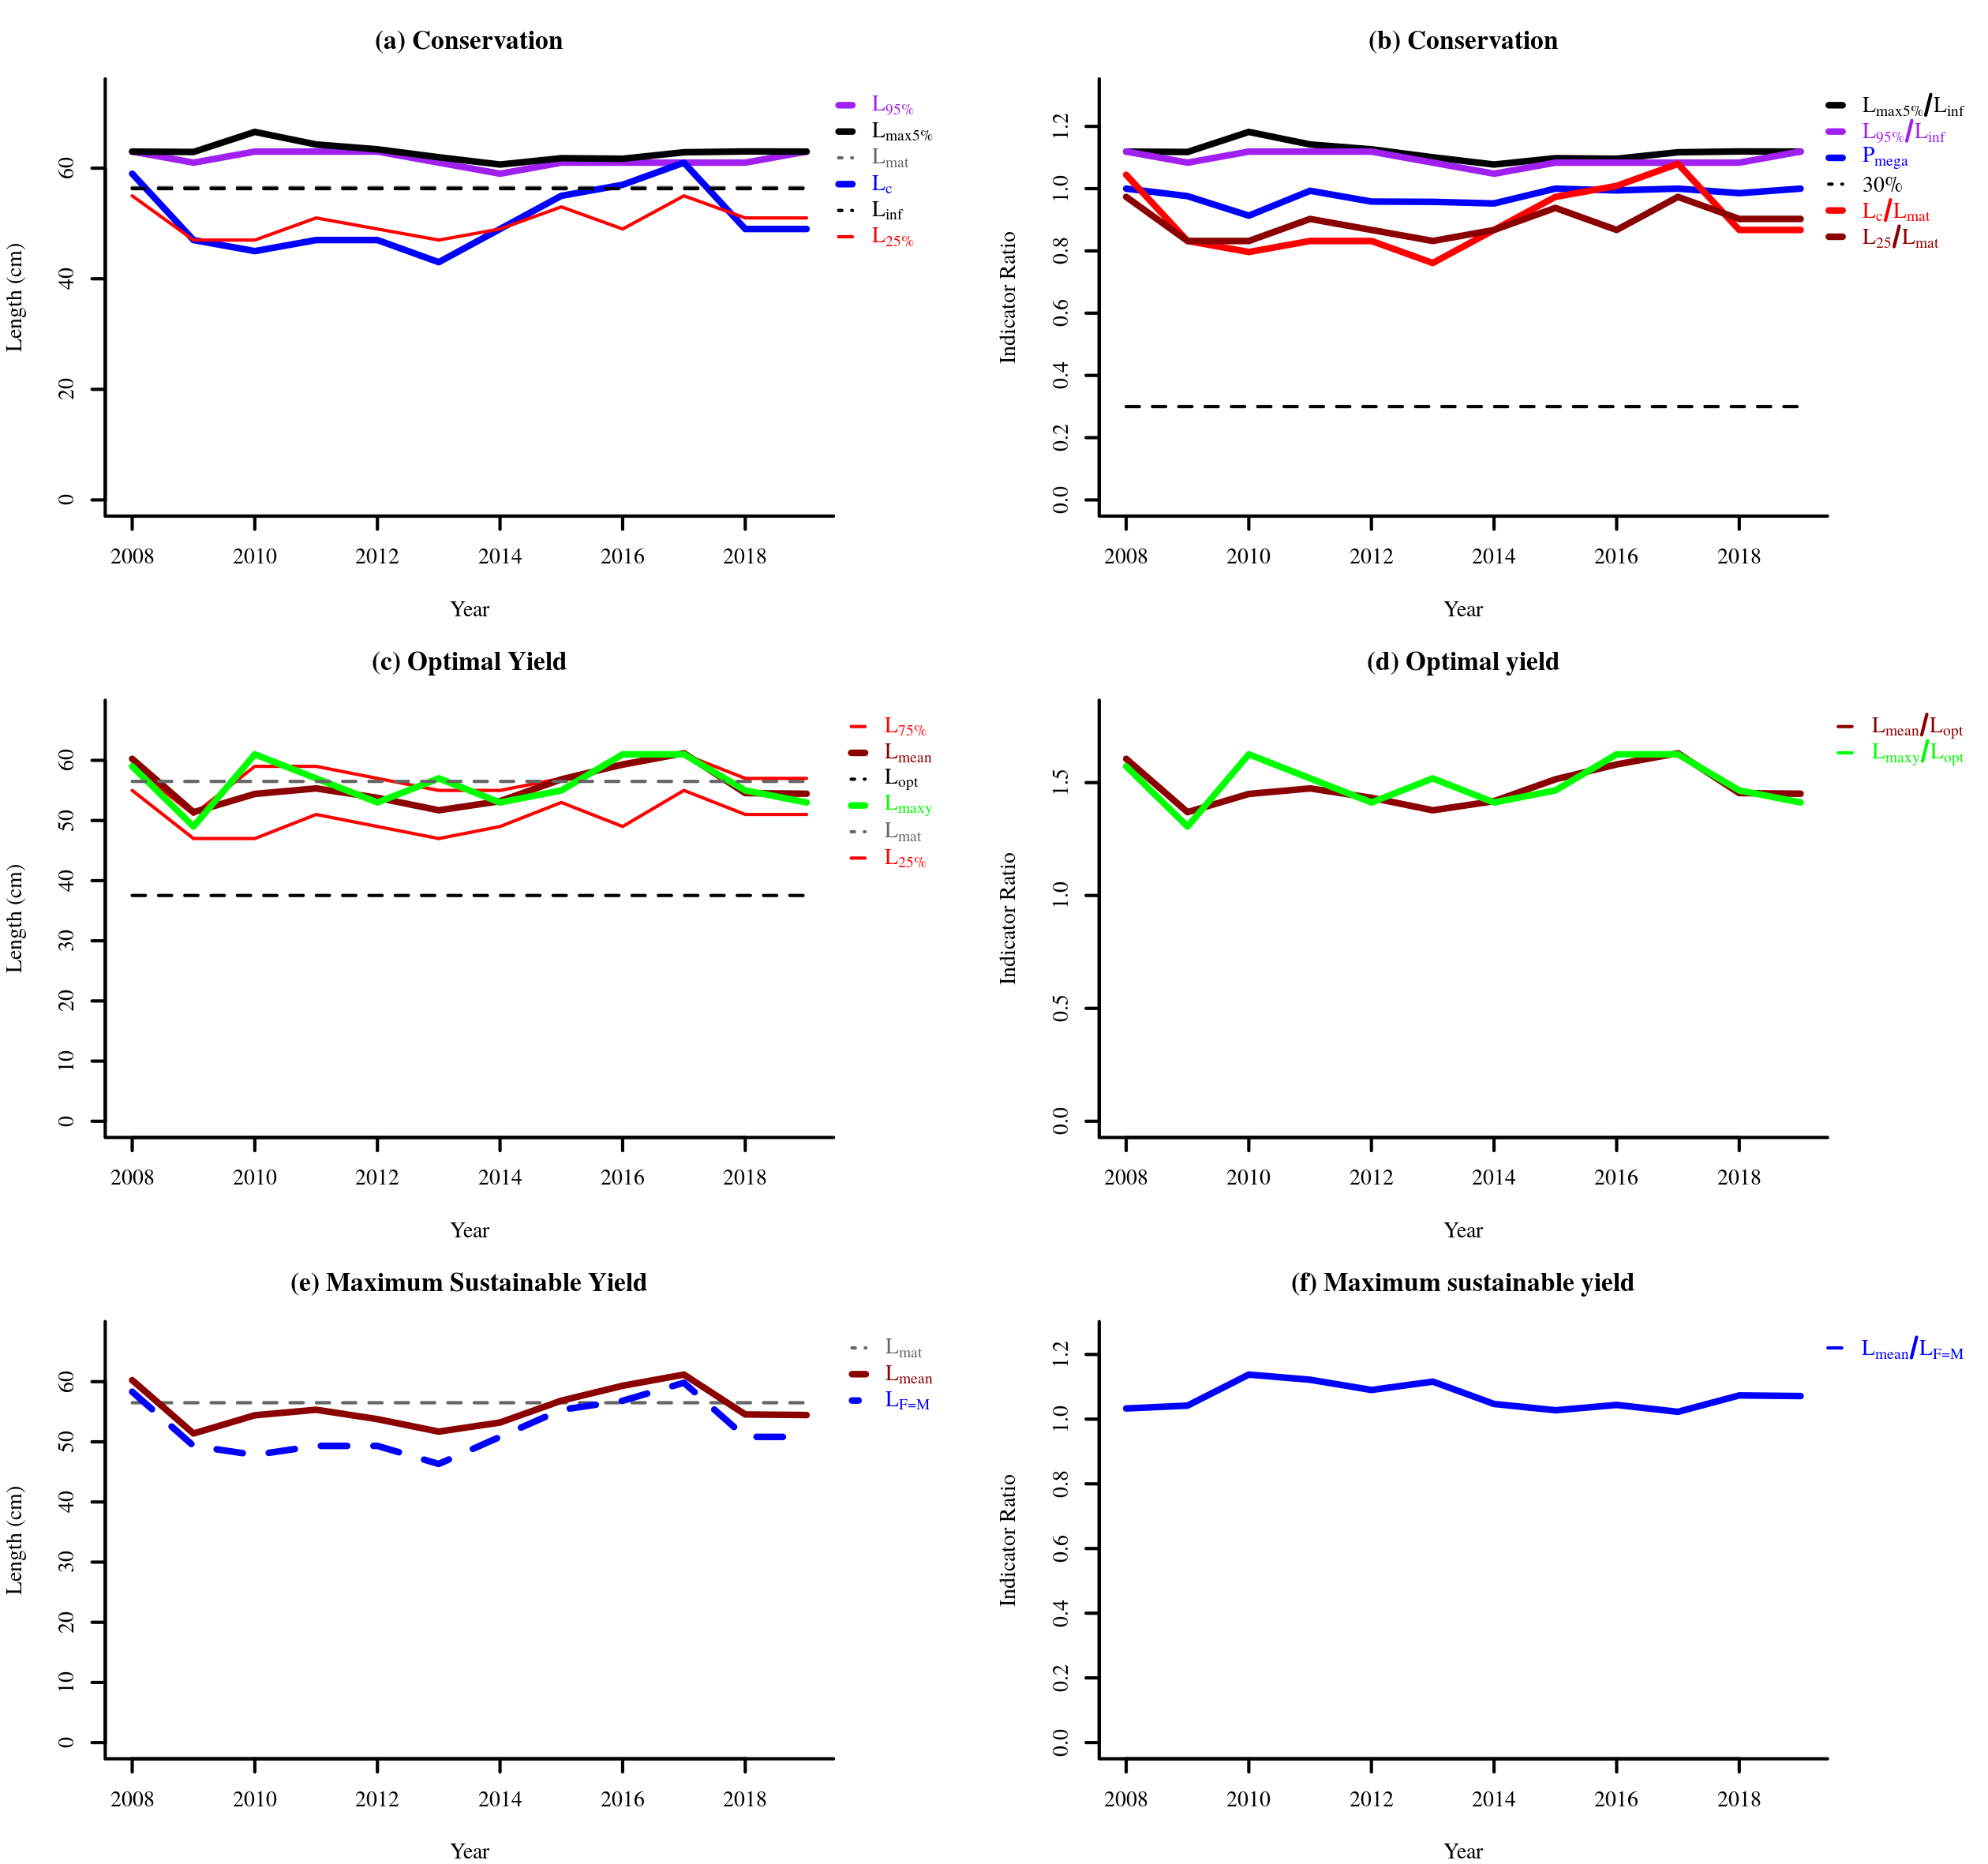 (a) Conservation
60
40
20
0
Length (cm)
2008 2010 2012 2014 2016 2018
Year
L95%
Lmax5%
Lmat
Lc
Linf
L25%
(b) Conservation
1.2
1.0
0.8
0.6
0.4
0.2
0.0
Indicator Ratio
2008 2010 2012 2014 2016 2018
Year
Lmax5%/Linf
L95%/Linf
Pmega
30%
Lc/Lmat
L25/Lmat
(c) Optimal Yield
60
50
40
30
20
10
0
Length (cm)
2008 2010 2012 2014 2016 2018
Year
L75%
Lmean
Lopt
Lmaxy
Lmat
L25%
(d) Optimal yield
1.5
1.0
0.5
0.0
Indicator Ratio
2008 2010 2012 2014 2016 2018
Year
Lmean/Lopt
Lmaxy/Lopt
(e) Maximum Sustainable Yield
60
50
40
30
20
10
0
Length (cm)
2008 2010 2012 2014 2016 2018
Year
Lmat
Lmean
LF=M
(f) Maximum sustainable yield
1.2
1.0
0.8
0.6
0.4
0.2
0.0
Indicator Ratio
2008 2010 2012 2014 2016 2018
Year
Lmean/LF=M